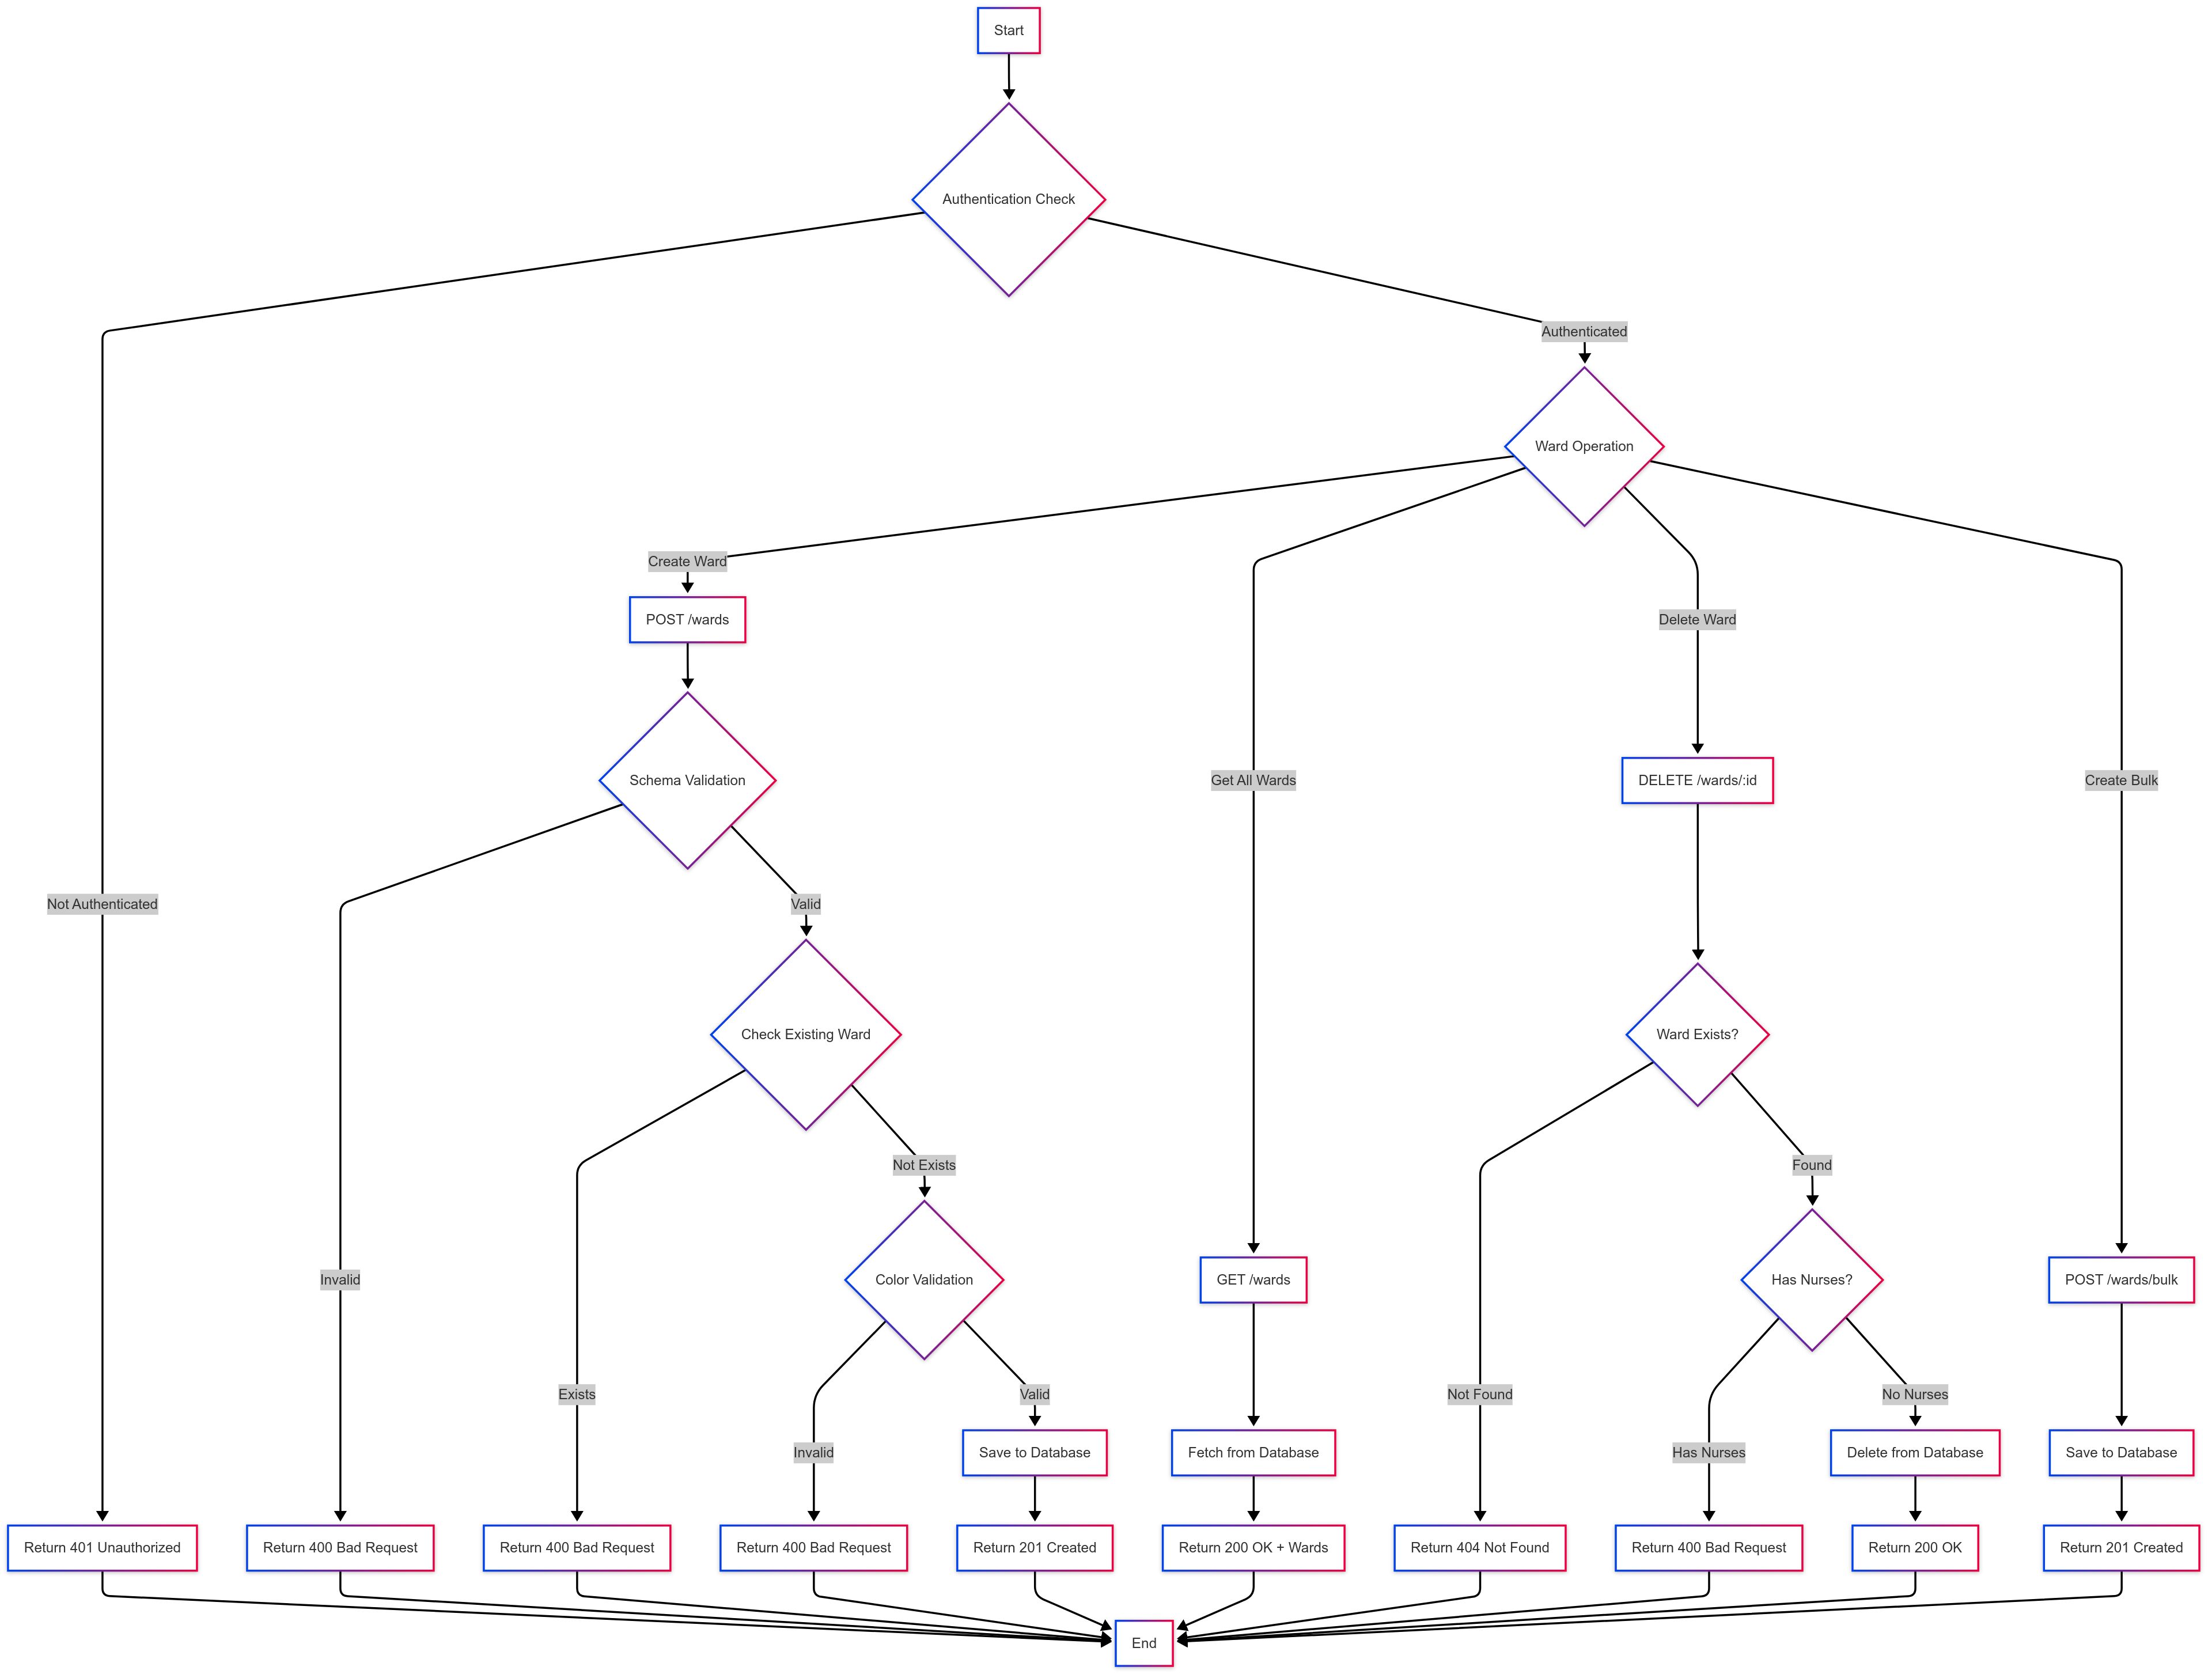 Start
Authentication Check
Authenticated
Ward Operation
Create Ward
POST /wards
Delete Ward
Schema Validation
Get All Wards
DELETE /wards/:id
Create Bulk
Not Authenticated
Valid
Check Existing Ward
Ward Exists?
Not Exists
Found
Invalid
Color Validation
GET /wards
Has Nurses?
POST /wards/bulk
Exists
Valid
Not Found
No Nurses
Invalid
Save to Database
Fetch from Database
Has Nurses
Delete from Database
Save to Database
Return 401 Unauthorized
Return 400 Bad Request
Return 400 Bad Request
Return 400 Bad Request
Return 201 Created
Return 200 OK + Wards
Return 404 Not Found
Return 400 Bad Request
Return 200 OK
Return 201 Created
End